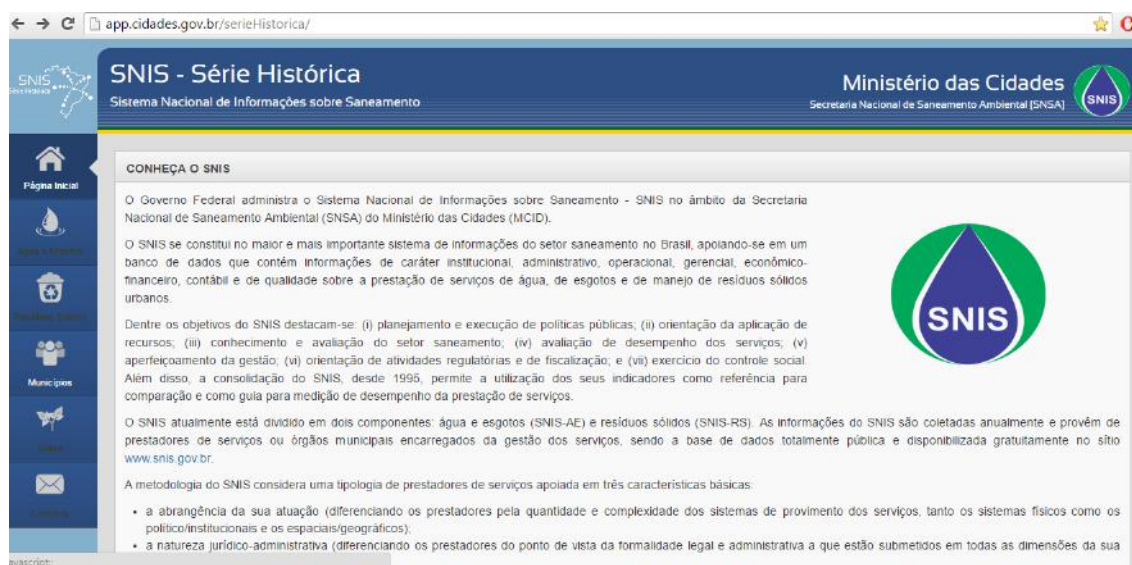 app.cidades.gov.br/serieHistorica/
SNIS
SNIS - Série Histórica
Sistema Nacional de Informações sobre Saneamento
Ministério das Cidades
Secretaria Nacional de Saneamento Ambiental [SNSA]
SNIS
Página Inicial
Municípios
CONHEÇA O SNIS
O Governo Federal administra o Sistema Nacional de Informações sobre Saneamento - SNIS no âmbito da Secretaria
Nacional de Saneamento Ambiental (SNSA) do Ministério das Cidades (MCID).
O SNIS se constitui no maior e mais importante sistema de informações do setor saneamento no Brasil, apoiando-se em um
banco de dados que contém informações de caráter institucional, administrativo, operacional, gerencial, econômico-
financeiro, contábil e de qualidade sobre a prestação de serviços de água, de esgotos e de manejo de resíduos sólidos
urbanos.
Dentre os objetivos do SNIS destacam-se: (i) planejamento e execução de políticas públicas; (ii) orientação da aplicação de
recursos; (iii) conhecimento e avaliação do setor saneamento; (iv) avaliação de desempenho dos serviços; (v)
aperfeiçoamento da gestão; (vi) orientação de atividades regulatórias e de fiscalização; e (vii) exercício do controle social.
Além disso, a consolidação do SNIS, desde 1995, permite a utilização dos seus indicadores como referência para
comparação e como guia para medição de desempenho da prestação de serviços.
SNIS
O SNIS atualmente está dividido em dois componentes: água e esgotos (SNIS-AE) e resíduos sólidos (SNIS-RS). As informações do SNIS são coletadas anualmente e provêm de
prestadores de serviços ou órgãos municipais encarregados da gestão dos serviços, sendo a base de dados totalmente pública e disponibilizada gratuitamente no sítio
www.snis.gov.br.
A metodologia do SNIS considera uma tipologia de prestadores de serviços apoiada em três características básicas:
• a abrangência da sua atuação (diferenciando os prestadores pela quantidade e complexidade dos sistemas de provimento dos serviços, tanto os sistemas físicos como os
político/institucionais e os espaciais/geográficos);
• a natureza jurídico-administrativa (diferenciando os prestadores do ponto de vista da formalidade legal e administrativa a que estão submetidos em todas as dimensões da sua